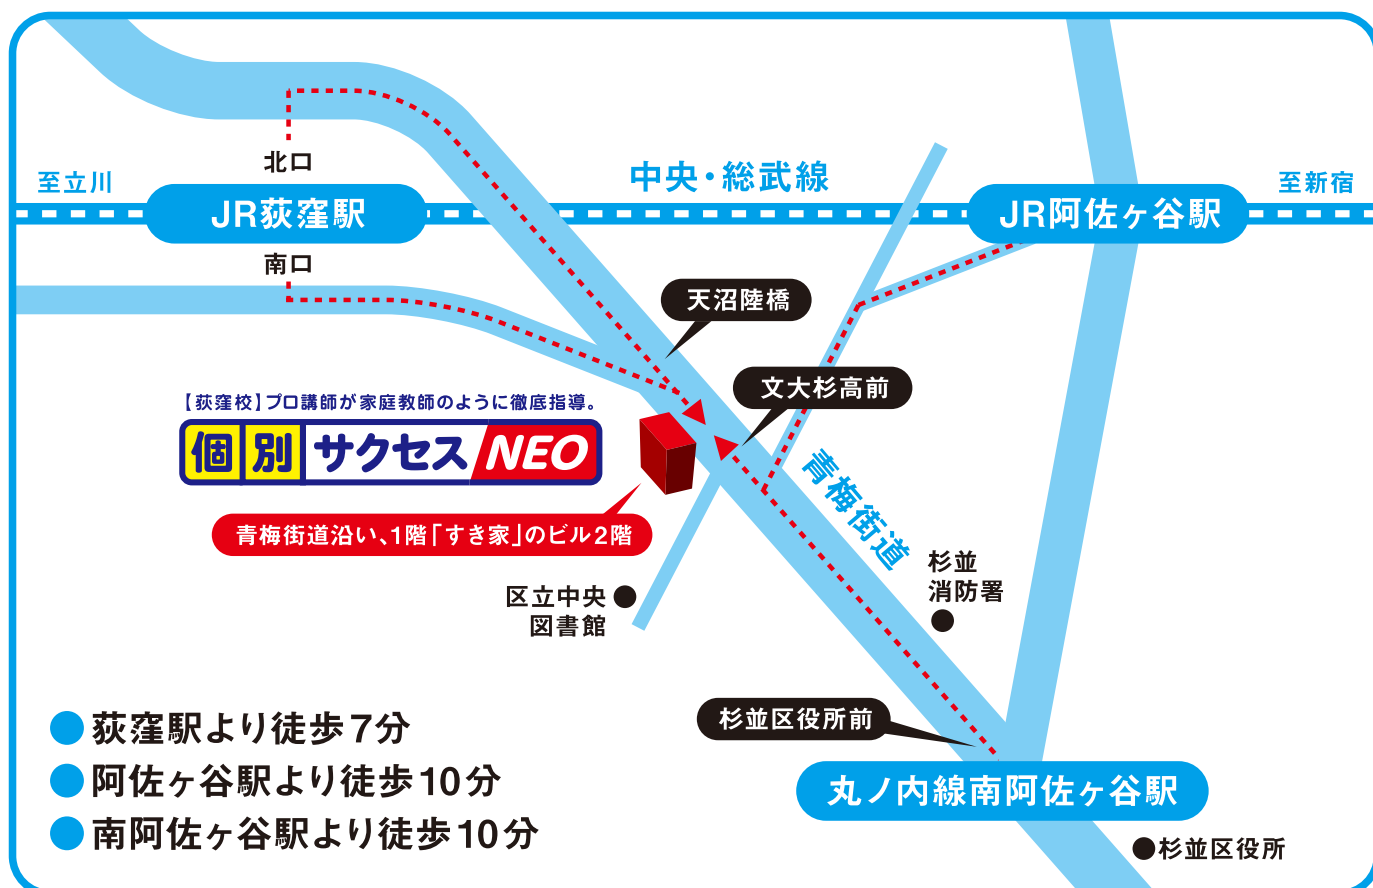 北口
至立川
中央・総武線
至新宿
JR荻窪駅
JR阿佐ヶ谷駅
南口
天沼陸橋
文大杉高前
【荻窪校】プロ講師が家庭教師のように徹底指導。
個別サクセスNEO
青梅街道
青梅街道沿い、1階「すき家」のビル2階
杉並
消防署
区立中央
図書館
杉並区役所前
荻窪駅より徒歩7分
阿佐ヶ谷駅より徒歩10分
南阿佐ヶ谷駅より徒歩10分
丸ノ内線南阿佐ヶ谷駅
杉並区役所